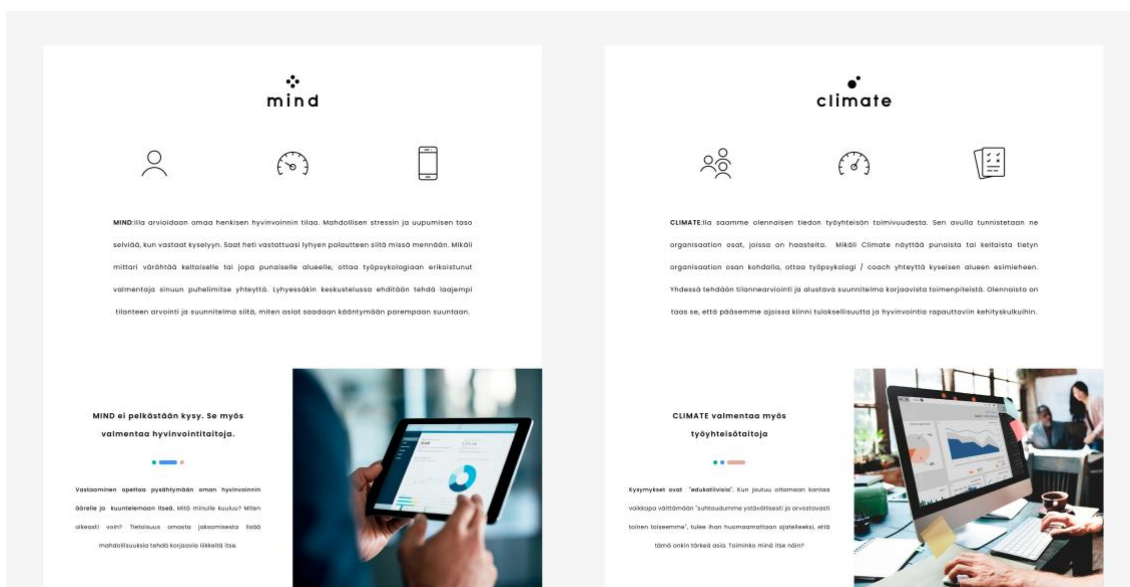 mind
MIND:illa arvioidaan omaa henkisen hyvinvoinnin tilaa. Mahdollisen stressin ja uupumisen taso
selviää, kun vastaat kyselyyn. Saat heti vastattuasi lyhyen palautteen siitä missä mennään. Mikäli
mittari värähtää keltaiselle tai jopa punaiselle alueelle, ottaa työpsykologiaan erikoistunut
valmentaja sinuun puhelimitse yhteyttä. Lyhyessäkin keskustelussa ehditään tehdä laajempi
tilanteen arvointi ja suunnitelma siitä, miten asiat saadaan kääntymään parempaan suuntaan.
MIND ei pelkästään kysy. Se myös
valmentaa hyvinvointitaitoja.
Vastaaminen opettaa pysähtymään oman hyvinvoinnin
äärelle ja kuuntelemaan itseä. Mitä minulle kuuluu? Miten
oikeasti voin? Tietoisuus omasta jaksamisesta lisää
mahdollisuuksia tehdä korjaavia liikkeitä itse.
climate
CLIMATE:lla saamme olennaisen tiedon työyhteisön toimivuudesta. Sen avulla tunnistetaan ne
organisaation osat, joissa on haasteita. Mikäli Climate näyttää punaista tai keltaista tietyn
organisaation osan kohdalla, ottaa työpsykologi / coach yhteyttä kyseisen alueen esimieheen.
Yhdessä tehdään tilannearviointi ja alustava suunnitelma korjaavista toimenpiteistä. Olennaista on
taas se, että pääsemme ajoissa kiinni tuloksellisuutta ja hyvinvointia rapauttaviin kehityskulkuihin.
CLIMATE valmentaa myös
työyhteisötaitoja
Kysymykset ovat "edukatiivisia". Kun joutuu ottamaan kantaa
vaikkapa väittämään "suhtaudumme ystävällisesti ja arvostavasti
toinen toiseemme", tulee ihan huomaamattaan ajatelleeksi, että
tämä onkin tärkeä asia. Toiminko minä itse näin?